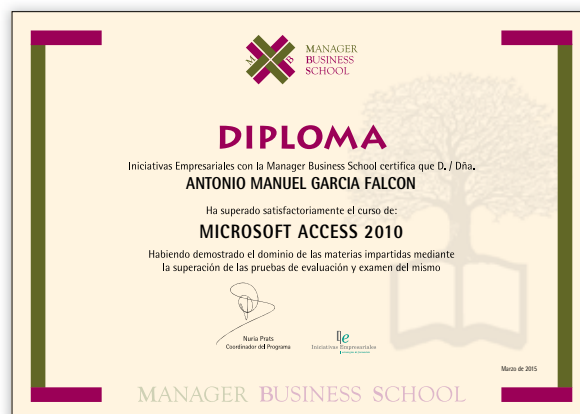 M B
MANAGER
BUSINESS
SCHOOL
DIPLOMA
Iniciativas Empresariales con la Manager Business School certifica que D. / Dña.
ANTONIO MANUEL GARCIA FALCON
Ha superado satisfactoriamente el curso de:
MICROSOFT ACCESS 2010
Habiendo demostrado el dominio de las materias impartidas mediante
la superación de las pruebas de evaluación y examen del mismo
Nuria Prats
Coordinador del Programa
Iniciativas Empresariales
Marzo de 2015
MANAGER BUSINESS SCHOOL